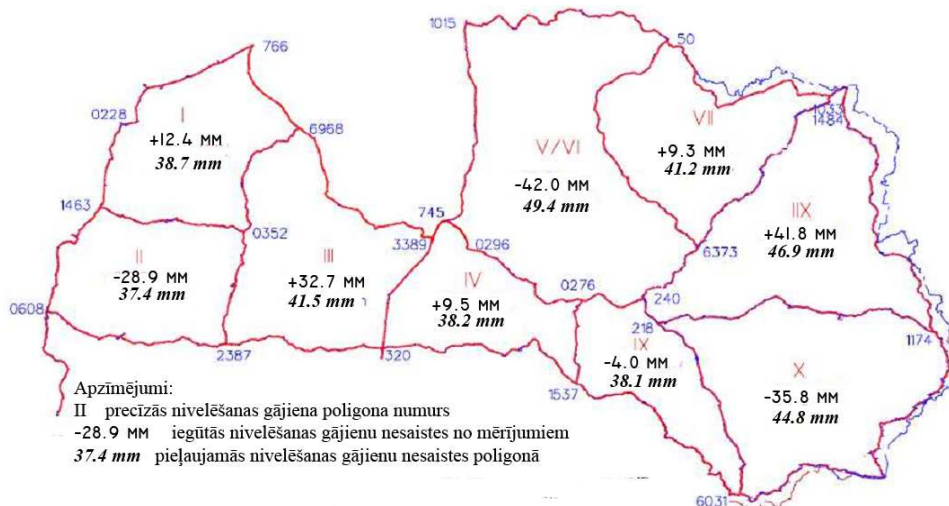 1015
50
766
I
0228
+12.4 MM
38.7 mm
6968
VII
+9.3 MM
41.2 mm
1033
1484
V/VI
-42.0 MM
49.4 mm
1463
0352
745
3389
0296
6373
IIX
+41.8 MM
46.9 mm
II
-28.9 MM
37.4 mm
III
+32.7 MM
41.5 mm
IV
+9.5 MM
38.2 mm
0276
240
218
0608
2387
320
1537
1174
IX
-4.0 MM
38.1 mm
X
-35.8 MM
44.8 mm
6031
Apzīmējumi:
II precīzās nivelēšanas gājiena poligona numurs
-28.9 MM iegūtās nivelēšanas gājienu nesaistes no mērījumiem
37.4 mm pieļaujamās nivelēšanas gājienu nesaistes poligonā